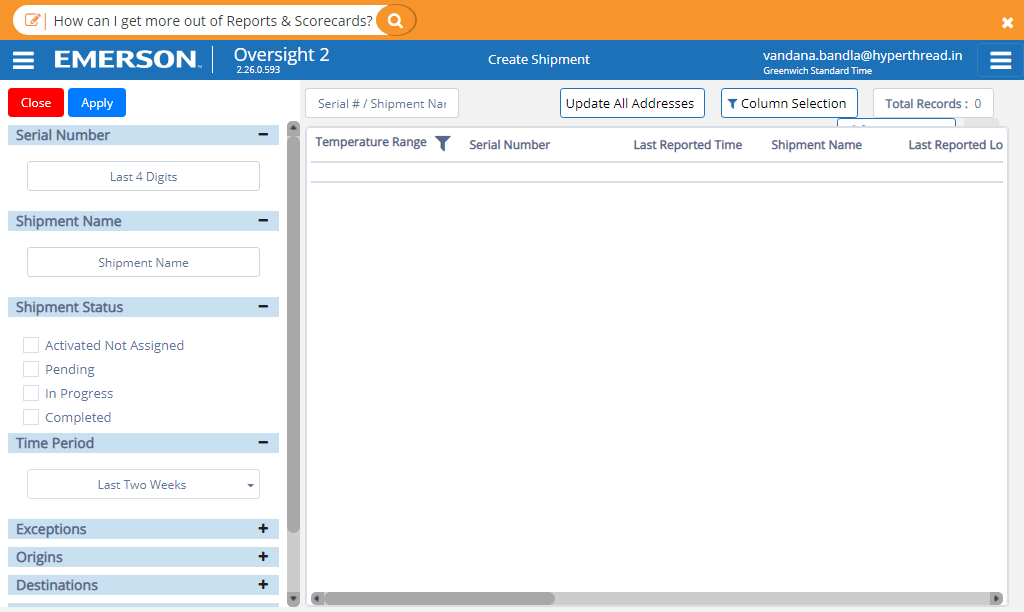 How can I get more out of Reports & Scorecards?
EMERSON
Oversight 2
2.26.0.593
Create Shipment
vandana.bandla@hyperthread.in
Greenwich Standard Time
Close
Apply
Serial # / Shipment Nar
Update All Addresses
Column Selection
Total Records : 0
Serial Number
Last 4 Digits
Shipment Name
Shipment Name
Shipment Status
Activated Not Assigned
Pending
In Progress
Completed
Time Period
Last Two Weeks
Exceptions
Origins
Destinations
Temperature Range
Serial Number
Last Reported Time
Shipment Name
Last Reported Lo